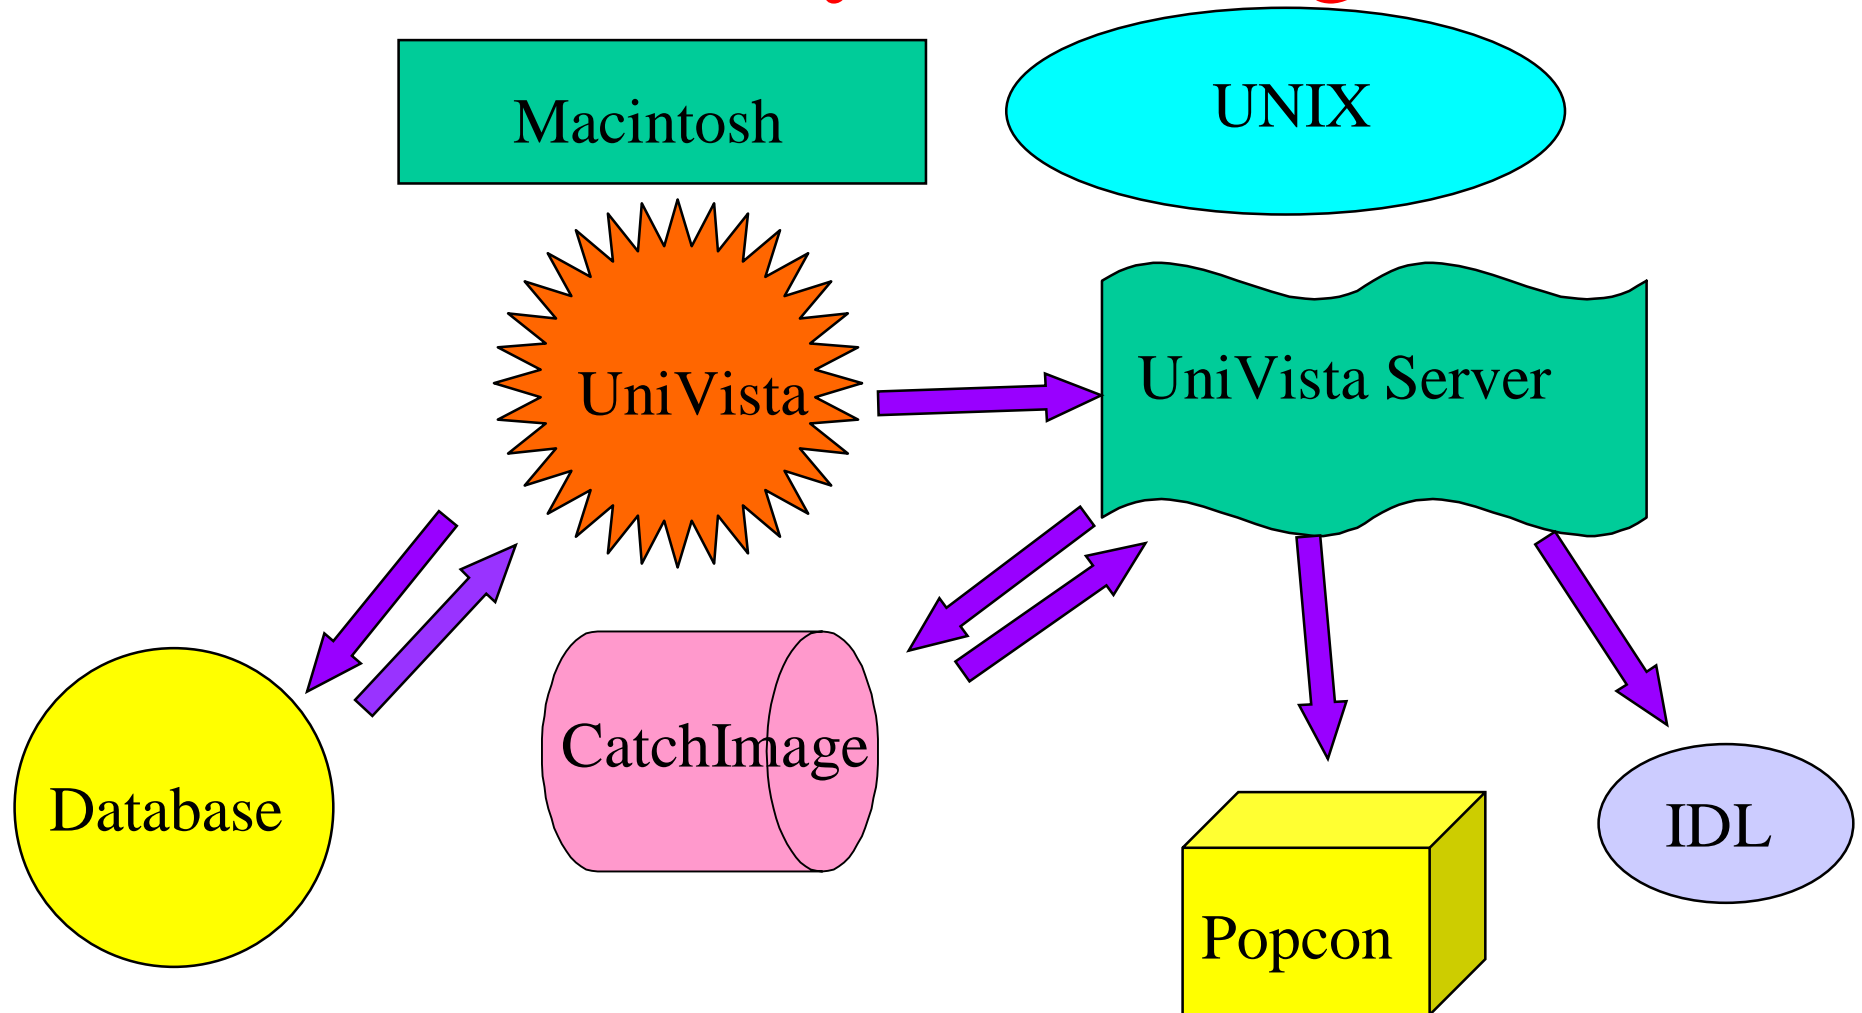 Macintosh
UNIX
UniVista
UniVista Server
CatchImage
Database
IDL
Popcon